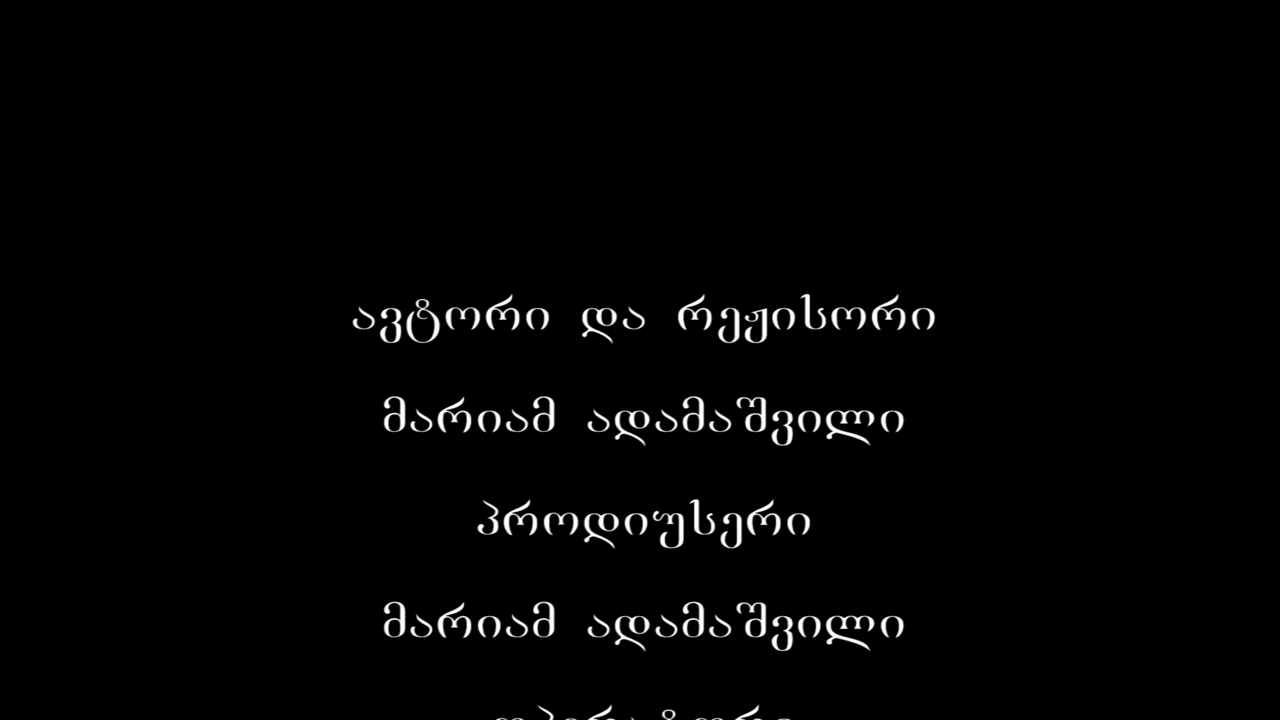 ავტორი და რეჟისორი
მარიამ ადამაშვილი
პროდიუსერი
მარიამ ადამაშვილი